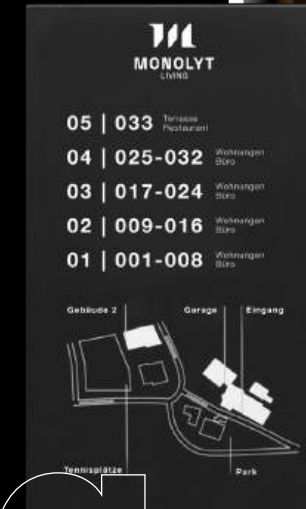 MONOLYT
LIVING
05 | 033 Terrasse
Restaurant
04 | 025-032 Wohnungen
Büro
03 | 017-024 Wohnungen
Büro
02 | 009-016 Wohnungen
Büro
01 | 001-008 Wohnungen
Büro
Gebäude 2 Garage Eingang
Tennisplätze Park